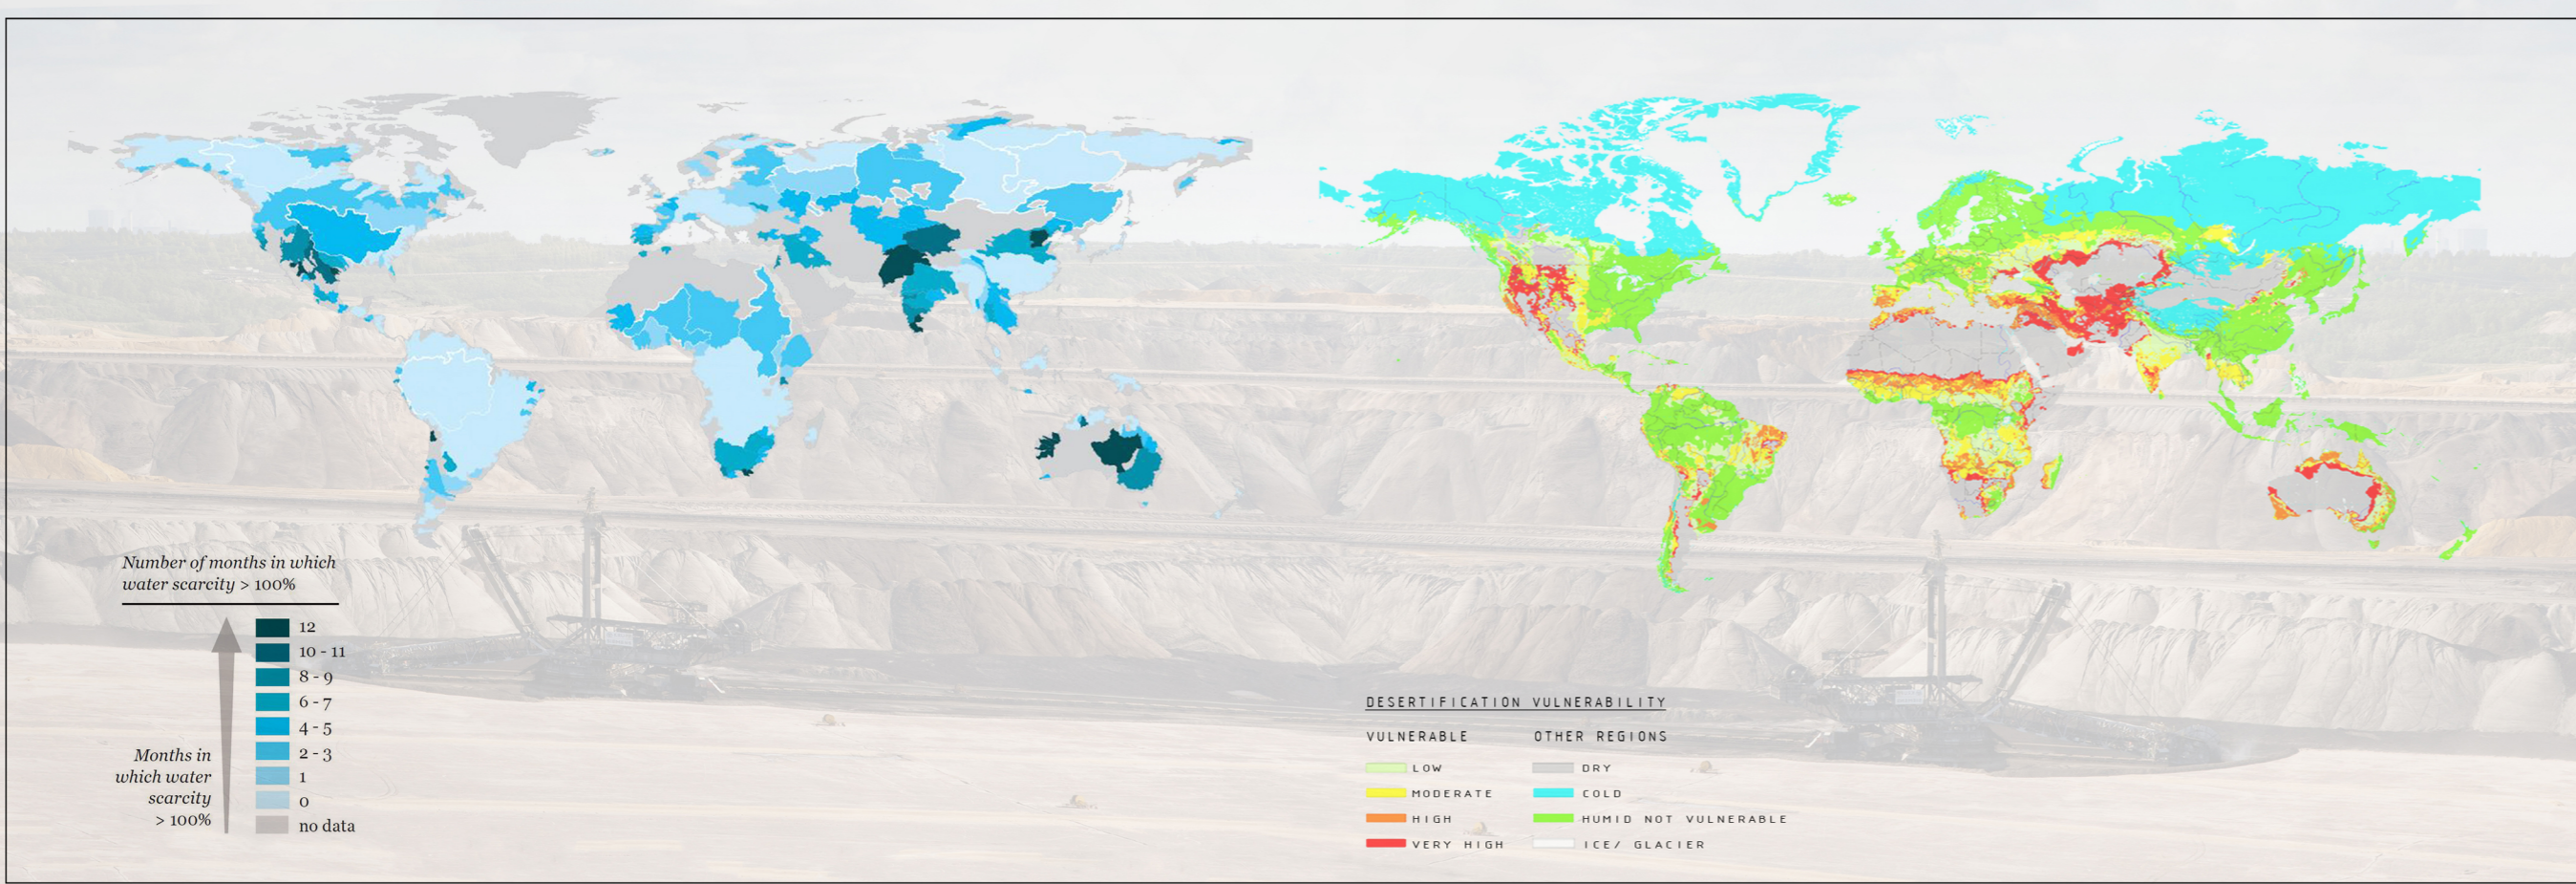 Number of months in which
water scarcity > 100%
12
10 - 11
8 - 9
6 - 7
4 - 5
2 - 3
1
0
no data
Months in
which water
scarcity
> 100%
DESERTIFICATION VULNERABILITY
VULNERABLE
LOW
MODERATE
HIGH
VERY HIGH
OTHER REGIONS
DRY
COLD
HUMID NOT VULNERABLE
ICE/ GLACIER